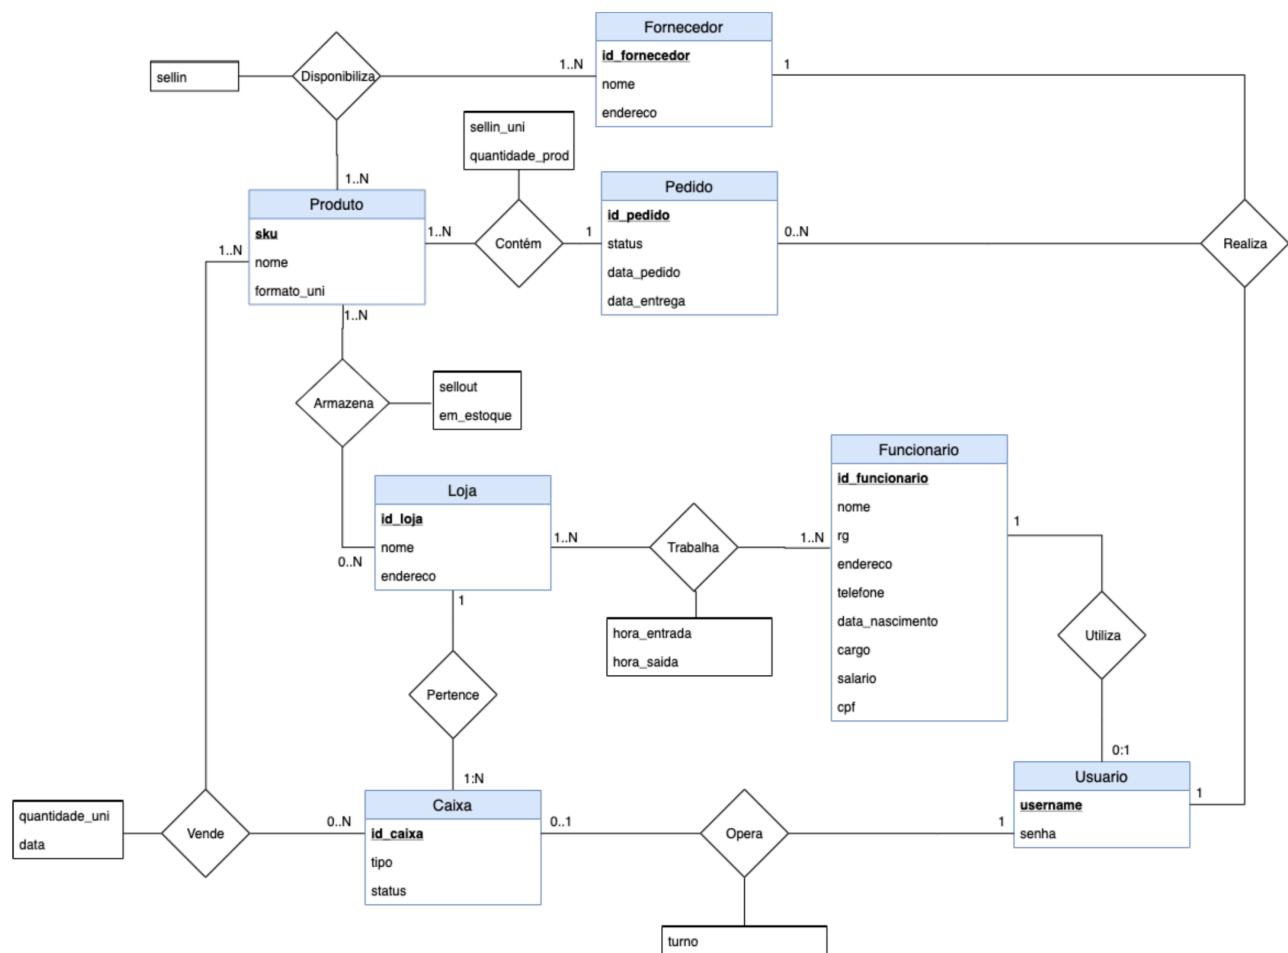 Fornecedor
id_fornecedor
nome
endereco
1..N
1
sellin
Disponibiliza
1..N
sellin_uni
quantidade_prod
Produto
sku
nome
formato_uni
1..N
1..N
1..N
Contém
1
Pedido
id_pedido
status
data_pedido
data_entrega
0..N
Realiza
Armazena
sellout
em_estoque
0..N
Loja
id_loja
nome
endereco
1..N
1
Trabalha
1..N
hora_entrada
hora_saida
Funcionario
id_funcionario
nome
rg
endereco
telefone
data_nascimento
cargo
salario
cpf
1
Utiliza
0:1
Pertence
1:N
Usuario
username
senha
1
1
quantidade_uni
data
Vende
0..N
Caixa
id_caixa
tipo
status
0..1
Opera
turno